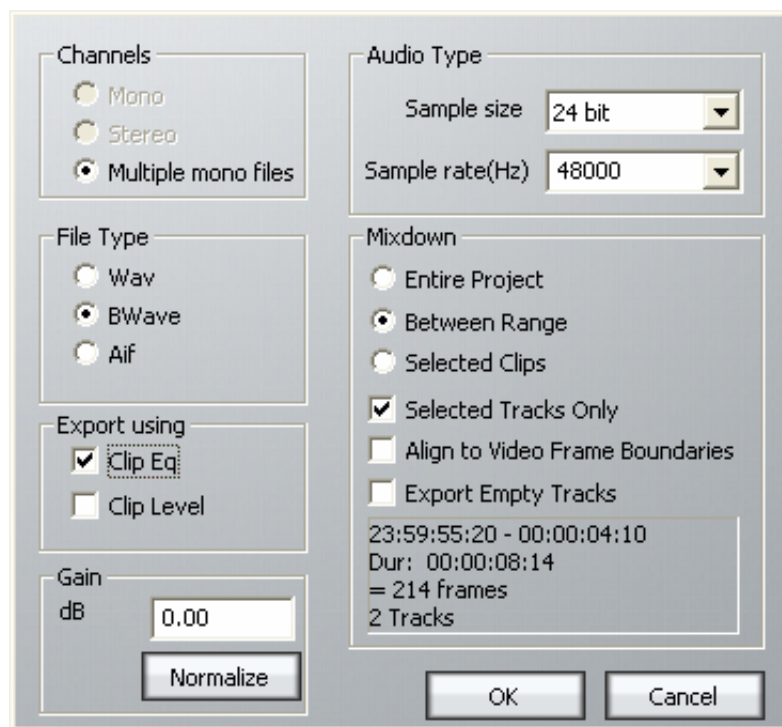 Channels
Mono
Stereo
Multiple mono files
File Type
Wav
BWave
Aif
Export using
Clip Eq
Clip Level
Gain
dB 0.00
Normalize
Audio Type
Sample size 24 bit
Sample rate(Hz) 48000
Mixdown
Entire Project
Between Range
Selected Clips
Selected Tracks Only
Align to Video Frame Boundaries
Export Empty Tracks
23:59:55:20 - 00:00:04:10
Dur: 00:00:08:14
= 214 frames
2 Tracks
OK Cancel